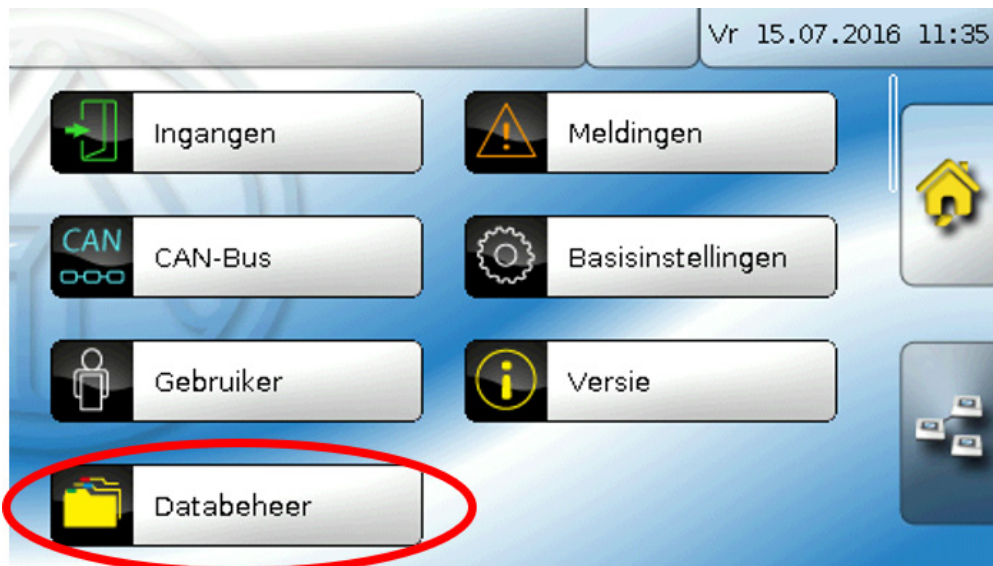 Vr 15.07.2016 11:35
Ingangen
Meldingen
CAN
CAN-Bus
Basisinstellingen
Gebruiker
Versie
Databeheer